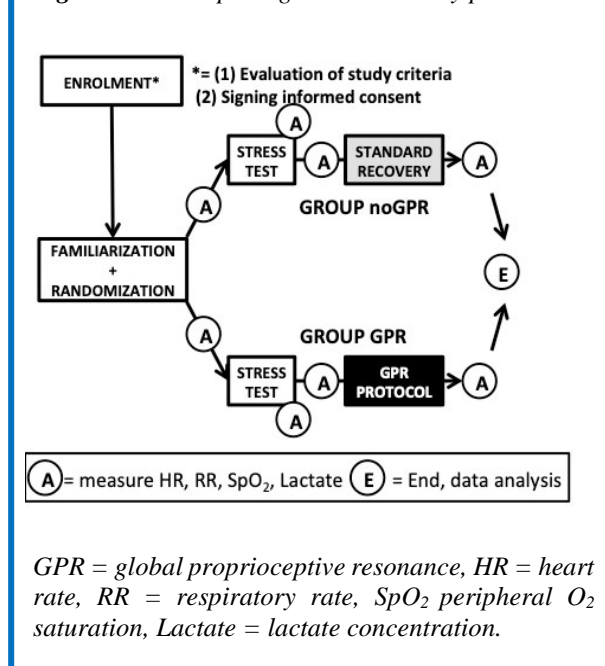 ENROLMENT*
*= (1) Evaluation of study criteria
(2) Signing informed consent
A
STRESS
TEST
A
STANDARD
RECOVERY
A
A
GROUP noGPR
FAMILIARIZATION
+
RANDOMIZATION
E
A
GROUP GPR
STRESS
TEST
A
GPR
PROTOCOL
A
A
A = measure HR, RR, SpO₂, Lactate E = End, data analysis
GPR = global proprioceptive resonance, HR = heart
rate, RR = respiratory rate, SpO₂ peripheral O₂
saturation, Lactate = lactate concentration.